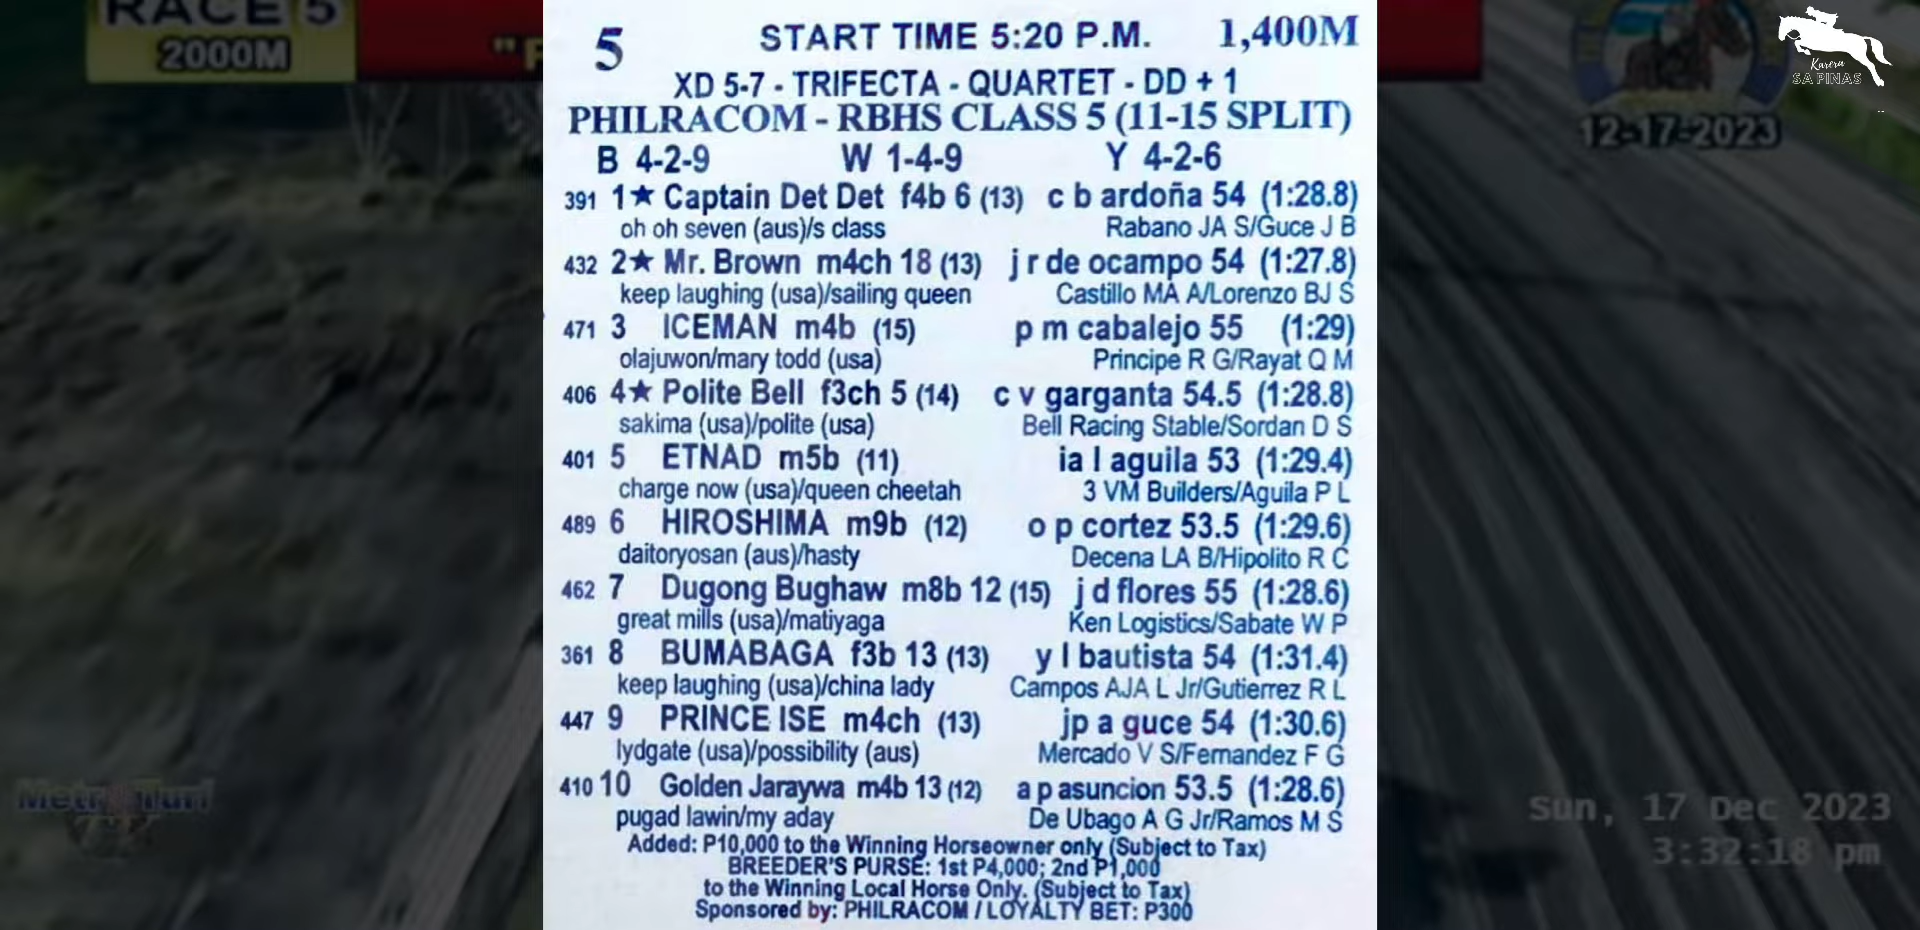 RACE 5
2000M
"F
Karera
SA PINAS
12-17-2023
5 START TIME 5:20 P.M. 1,400M
XD 5-7 - TRIFECTA - QUARTET - DD + 1
PHILRACOM - RBHS CLASS 5 (11-15 SPLIT)
B 4-2-9 W 1-4-9 Y 4-2-6
391 1★ Captain Det Det f4b 6 (13) c b ardoña 54 (1:28.8)
oh oh seven (aus)/s class Rabano JA S/Guce J B
432 2★ Mr. Brown m4ch 18 (13) j r de ocampo 54 (1:27.8)
keep laughing (usa)/sailing queen Castillo MA A/Lorenzo BJ S
471 3 ICEMAN m4b (15) p m cabalejo 55 (1:29)
olajuwon/mary todd (usa) Principe R G/Rayat Q M
406 4★ Polite Bell f3ch 5 (14) c v garganta 54.5 (1:28.8)
sakima (usa)/polite (usa) Bell Racing Stable/Sordan D S
401 5 ETNAD m5b (11) ia l aguila 53 (1:29.4)
charge now (usa)/queen cheetah 3 VM Builders/Aguila P L
489 6 HIROSHIMA m9b (12) o p cortez 53.5 (1:29.6)
daitoryosan (aus)/hasty Decena LA B/Hipolito R C
462 7 Dugong Bughaw m8b 12 (15) j d flores 55 (1:28.6)
great mills (usa)/matiyaga Ken Logistics/Sabate W P
361 8 BUMABAGA f3b 13 (13) y l bautista 54 (1:31.4)
keep laughing (usa)/china lady Campos AJA L Jr/Gutierrez R L
447 9 PRINCE ISE m4ch (13) jp a guce 54 (1:30.6)
lydgate (usa)/possibility (aus) Mercado V S/Fernandez F G
410 10 Golden Jaraywa m4b 13 (12) a p asuncion 53.5 (1:28.6)
pugad lawin/my aday De Ubago A G Jr/Ramos M S
Added: P10,000 to the Winning Horseowner only (Subject to Tax)
BREEDER'S PURSE: 1st P4,000; 2nd P1,000
to the Winning Local Horse Only. (Subject to Tax)
Sponsored by: PHILRACOM / LOYALTY BET: P300
Metro Turf
Sun, 17 Dec 2023
3:32:18 pm